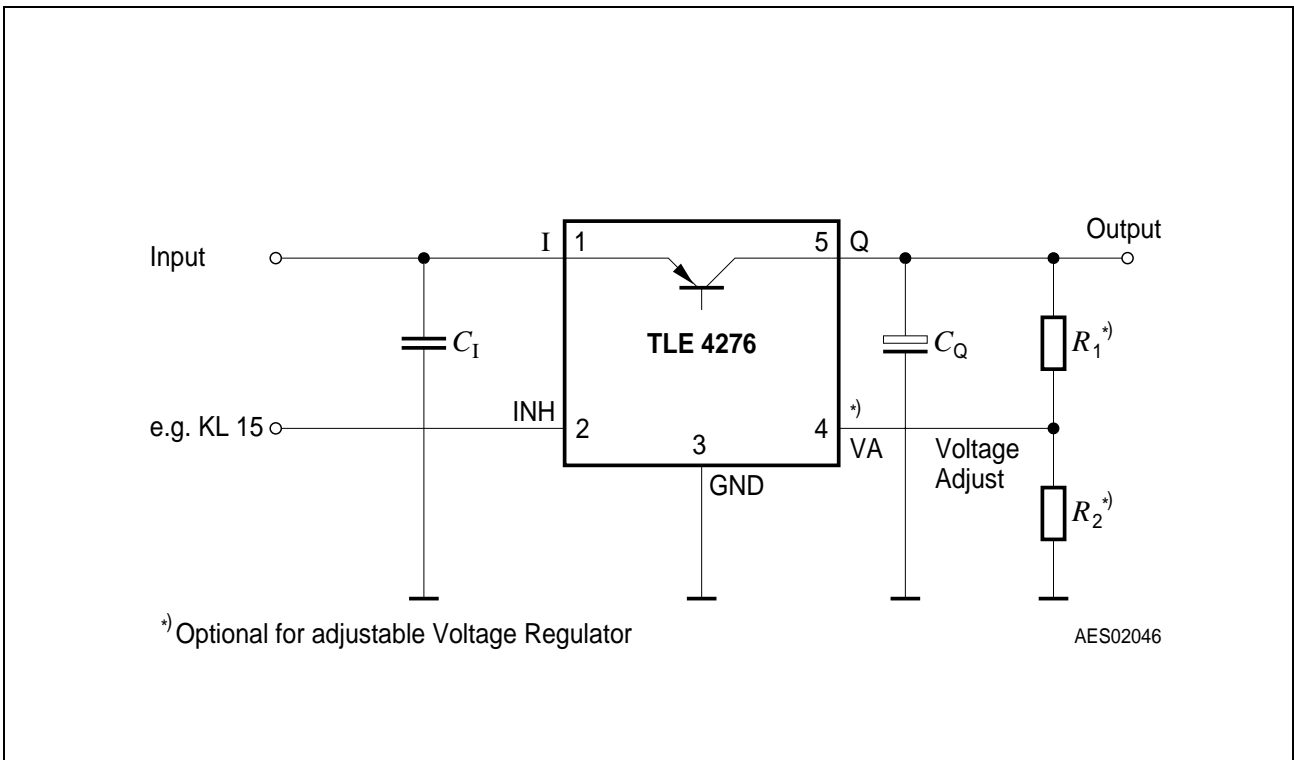 Input
I
1
5
Q
Output
C_I
TLE 4276
C_Q
R_1*)
e.g. KL 15
INH
2
3
4
*)
VA
Voltage
Adjust
GND
R_2*)
*) Optional for adjustable Voltage Regulator
AES02046